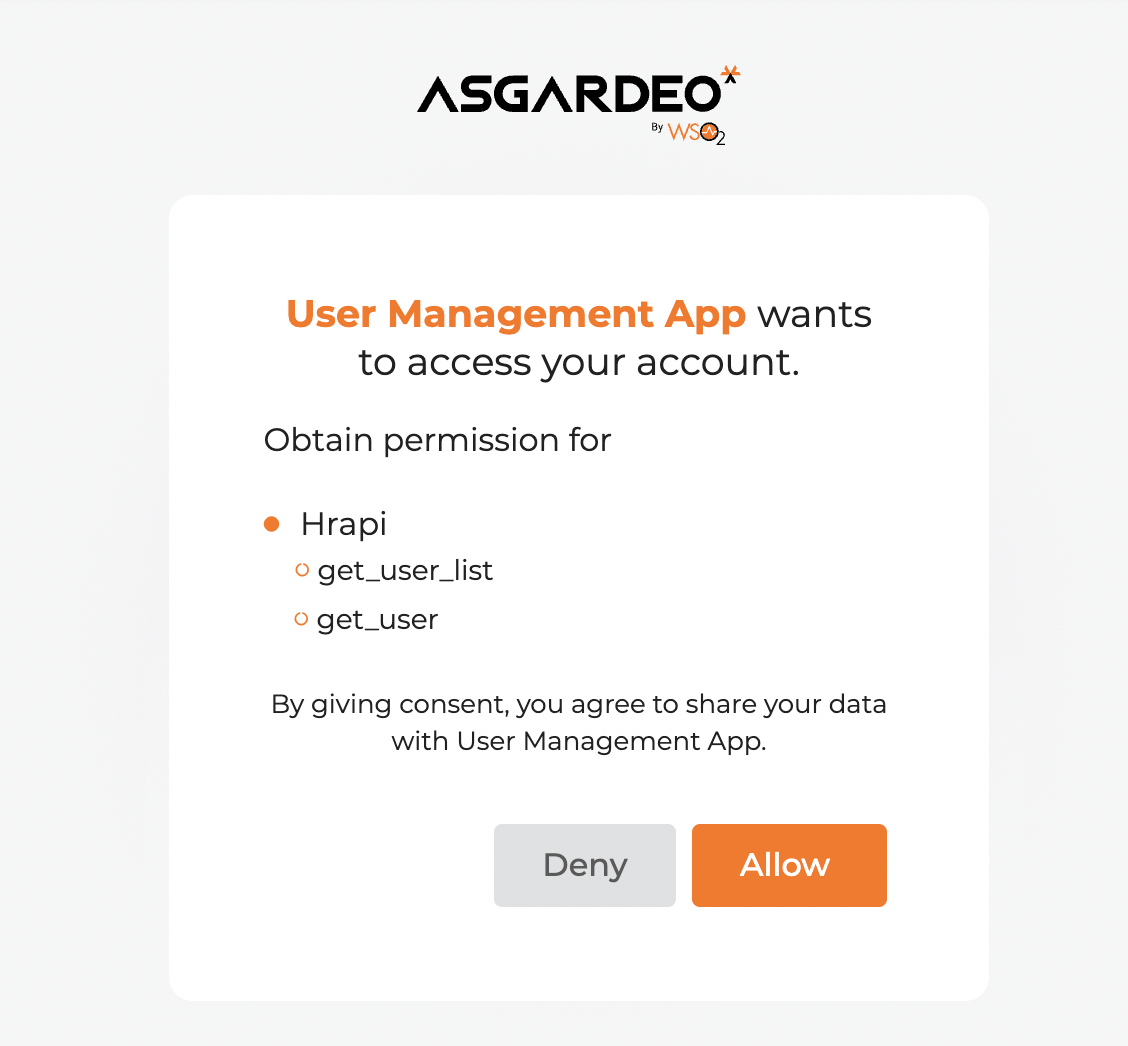 ASGARDEO
By WSO2
User Management App wants
to access your account.
Obtain permission for
Hrapi
get_user_list
get_user
By giving consent, you agree to share your data
with User Management App.
Deny Allow